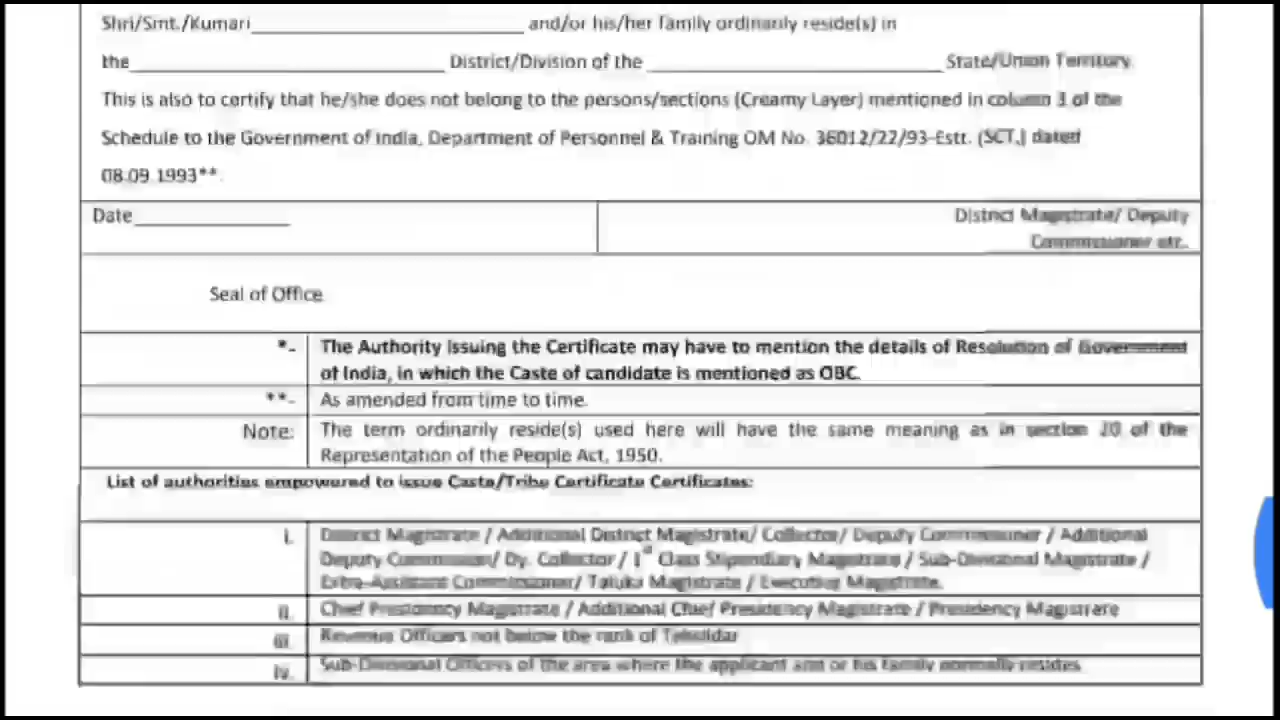 Shri/Smt./Kumari____________________ and/or his/her family ordinarily reside(s) in
the_______________________ District/Division of the ______________________ State/Union Territory.
This is also to certify that he/she does not belong to the persons/sections (Creamy Layer) mentioned in column 3 of the
Schedule to the Government of India, Department of Personnel & Training OM No. 36012/22/93-Estt. (SCT,) dated
08.09.1993**.
Date____________
District Magistrate/ Deputy
Commissioner etc.
Seal of Office
*- The Authority issuing the Certificate may have to mention the details of Resolution of Government
of India, in which the Caste of candidate is mentioned as OBC.
**- As amended from time to time.
Note: The term ordinarily reside(s) used here will have the same meaning as in section 20 of the
Representation of the People Act, 1950.
List of authorities empowered to issue Caste/Tribe Certificate Certificates:
i. District Magistrate / Additional District Magistrate/ Collector/ Deputy Commissioner / Additional
Deputy Commission/ Dy. Collector / 1st Class Stipendiary Magistrate / Sub-Divisional Magistrate /
Extra-Assistant Commissioner/ Taluka Magistrate / Executive Magistrate.
ii. Chief Presidency Magistrate / Additional Chief Presidency Magistrate / Presidency Magistrate
iii. Revenue Officers not below the rank of Tehsildar
iv. Sub-Divisional Officers of the area where the applicant and or his family normally resides